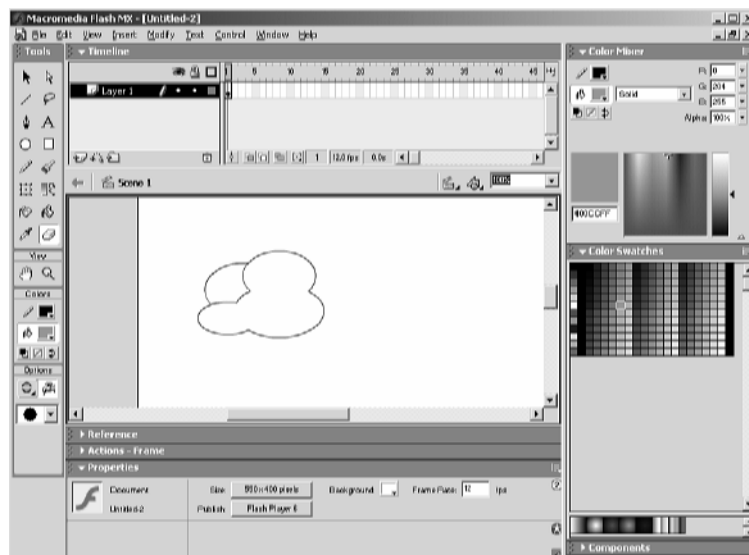 Macromedia Flash MX - [Untitled-2]
File Edit View Insert Modify Text Control Window Help
Tools
Timeline
Color Mixer
5 10 15 20 25 30 35 40 45
Layer 1
R: 0
G: 204
B: 255
Alpha: 100%
Solid
1 12.0 fps 0.0s
Scene 1
#00CCFF
View
Color Swatches
Colors
Options
Reference
Actions - Frame
Properties
Document
Size: 550 x 400 pixels
Background:
Frame Rate: 12 fps
Untitled-2
Publish: Flash Player 6
Components